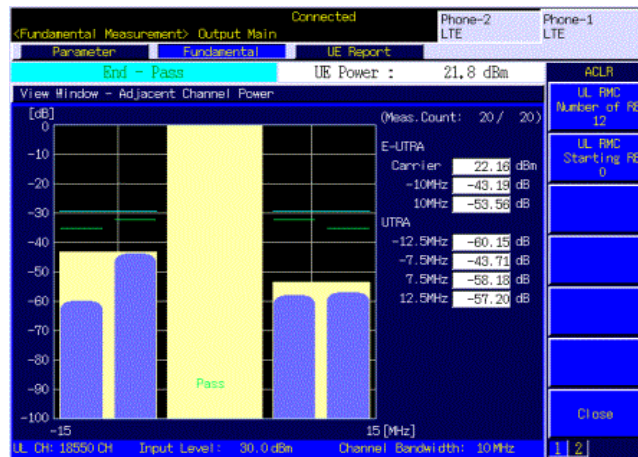 Connected
<Fundamental Measurement> Output Main
Phone-2
LTE
Phone-1
LTE
Parameter
Fundamental
UE Report
End - Pass
UE Power : 21.8 dBm
ACLR
View Window - Adjacent Channel Power
[dB]
0
-10
-20
-30
-40
-50
-60
-70
-80
-90
-100
-15
15 [MHz]
Pass
(Meas.Count: 20/ 20)
E-UTRA
Carrier 22.16 dBm
-10MHz -43.19 dB
10MHz -53.56 dB
UTRA
-12.5MHz -60.15 dB
-7.5MHz -43.71 dB
7.5MHz -58.18 dB
12.5MHz -57.20 dB
UL RMC
Number of RB
12
UL RMC
Starting RB
0
Close
1 2
UL CH: 18550 CH Input Level: 30.0 dBm Channel Bandwidth: 10 MHz